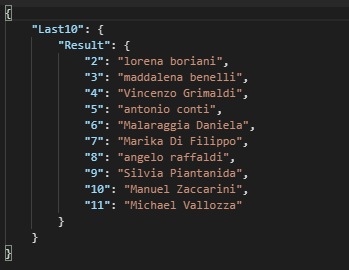 {
"Last10": {
"Result": {
"2": "lorena boriani",
"3": "maddalena benelli",
"4": "Vincenzo Grimaldi",
"5": "antonio conti",
"6": "Malaraggia Daniela",
"7": "Marika Di Filippo",
"8": "angelo raffaldi",
"9": "Silvia Piantanida",
"10": "Manuel Zaccarini",
"11": "Michael Vallozza"
}
}
}